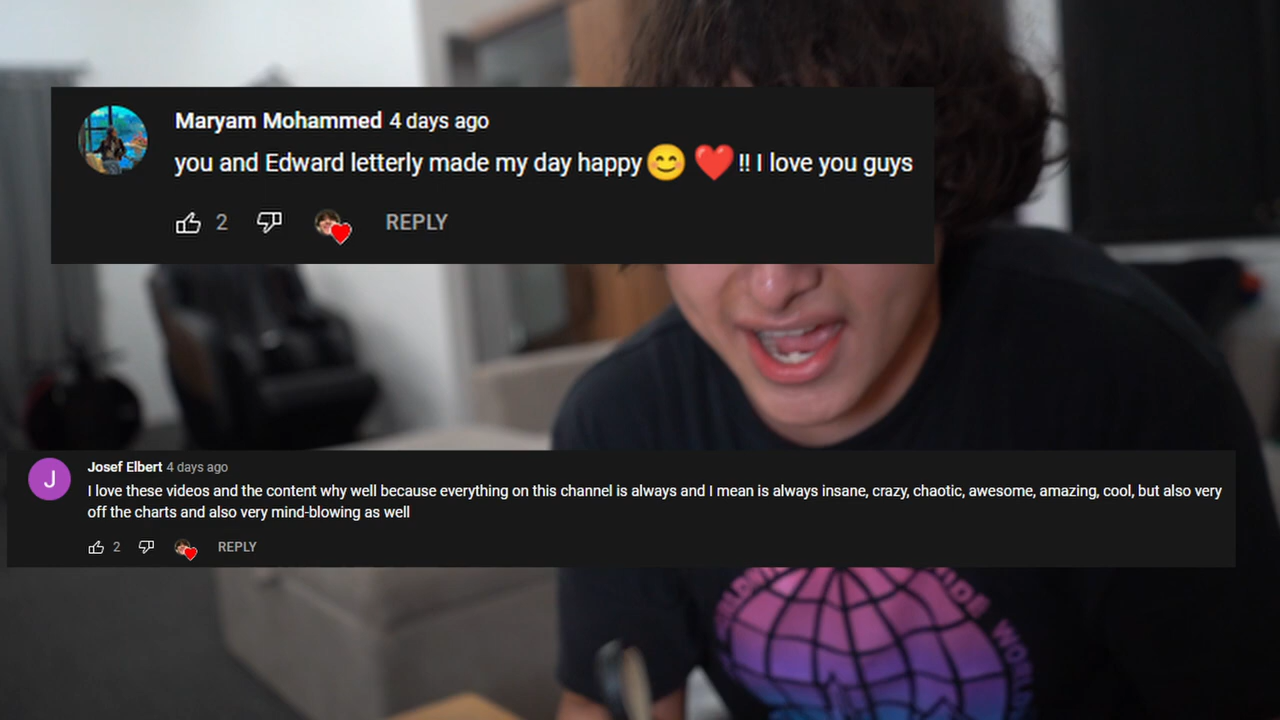 Maryam Mohammed 4 days ago
you and Edward letterly made my day happy😊❤️!! I love you guys
2 REPLY
J
Josef Elbert 4 days ago
I love these videos and the content why well because everything on this channel is always and I mean is always insane, crazy, chaotic, awesome, amazing, cool, but also very
off the charts and also very mind-blowing as well
2 REPLY